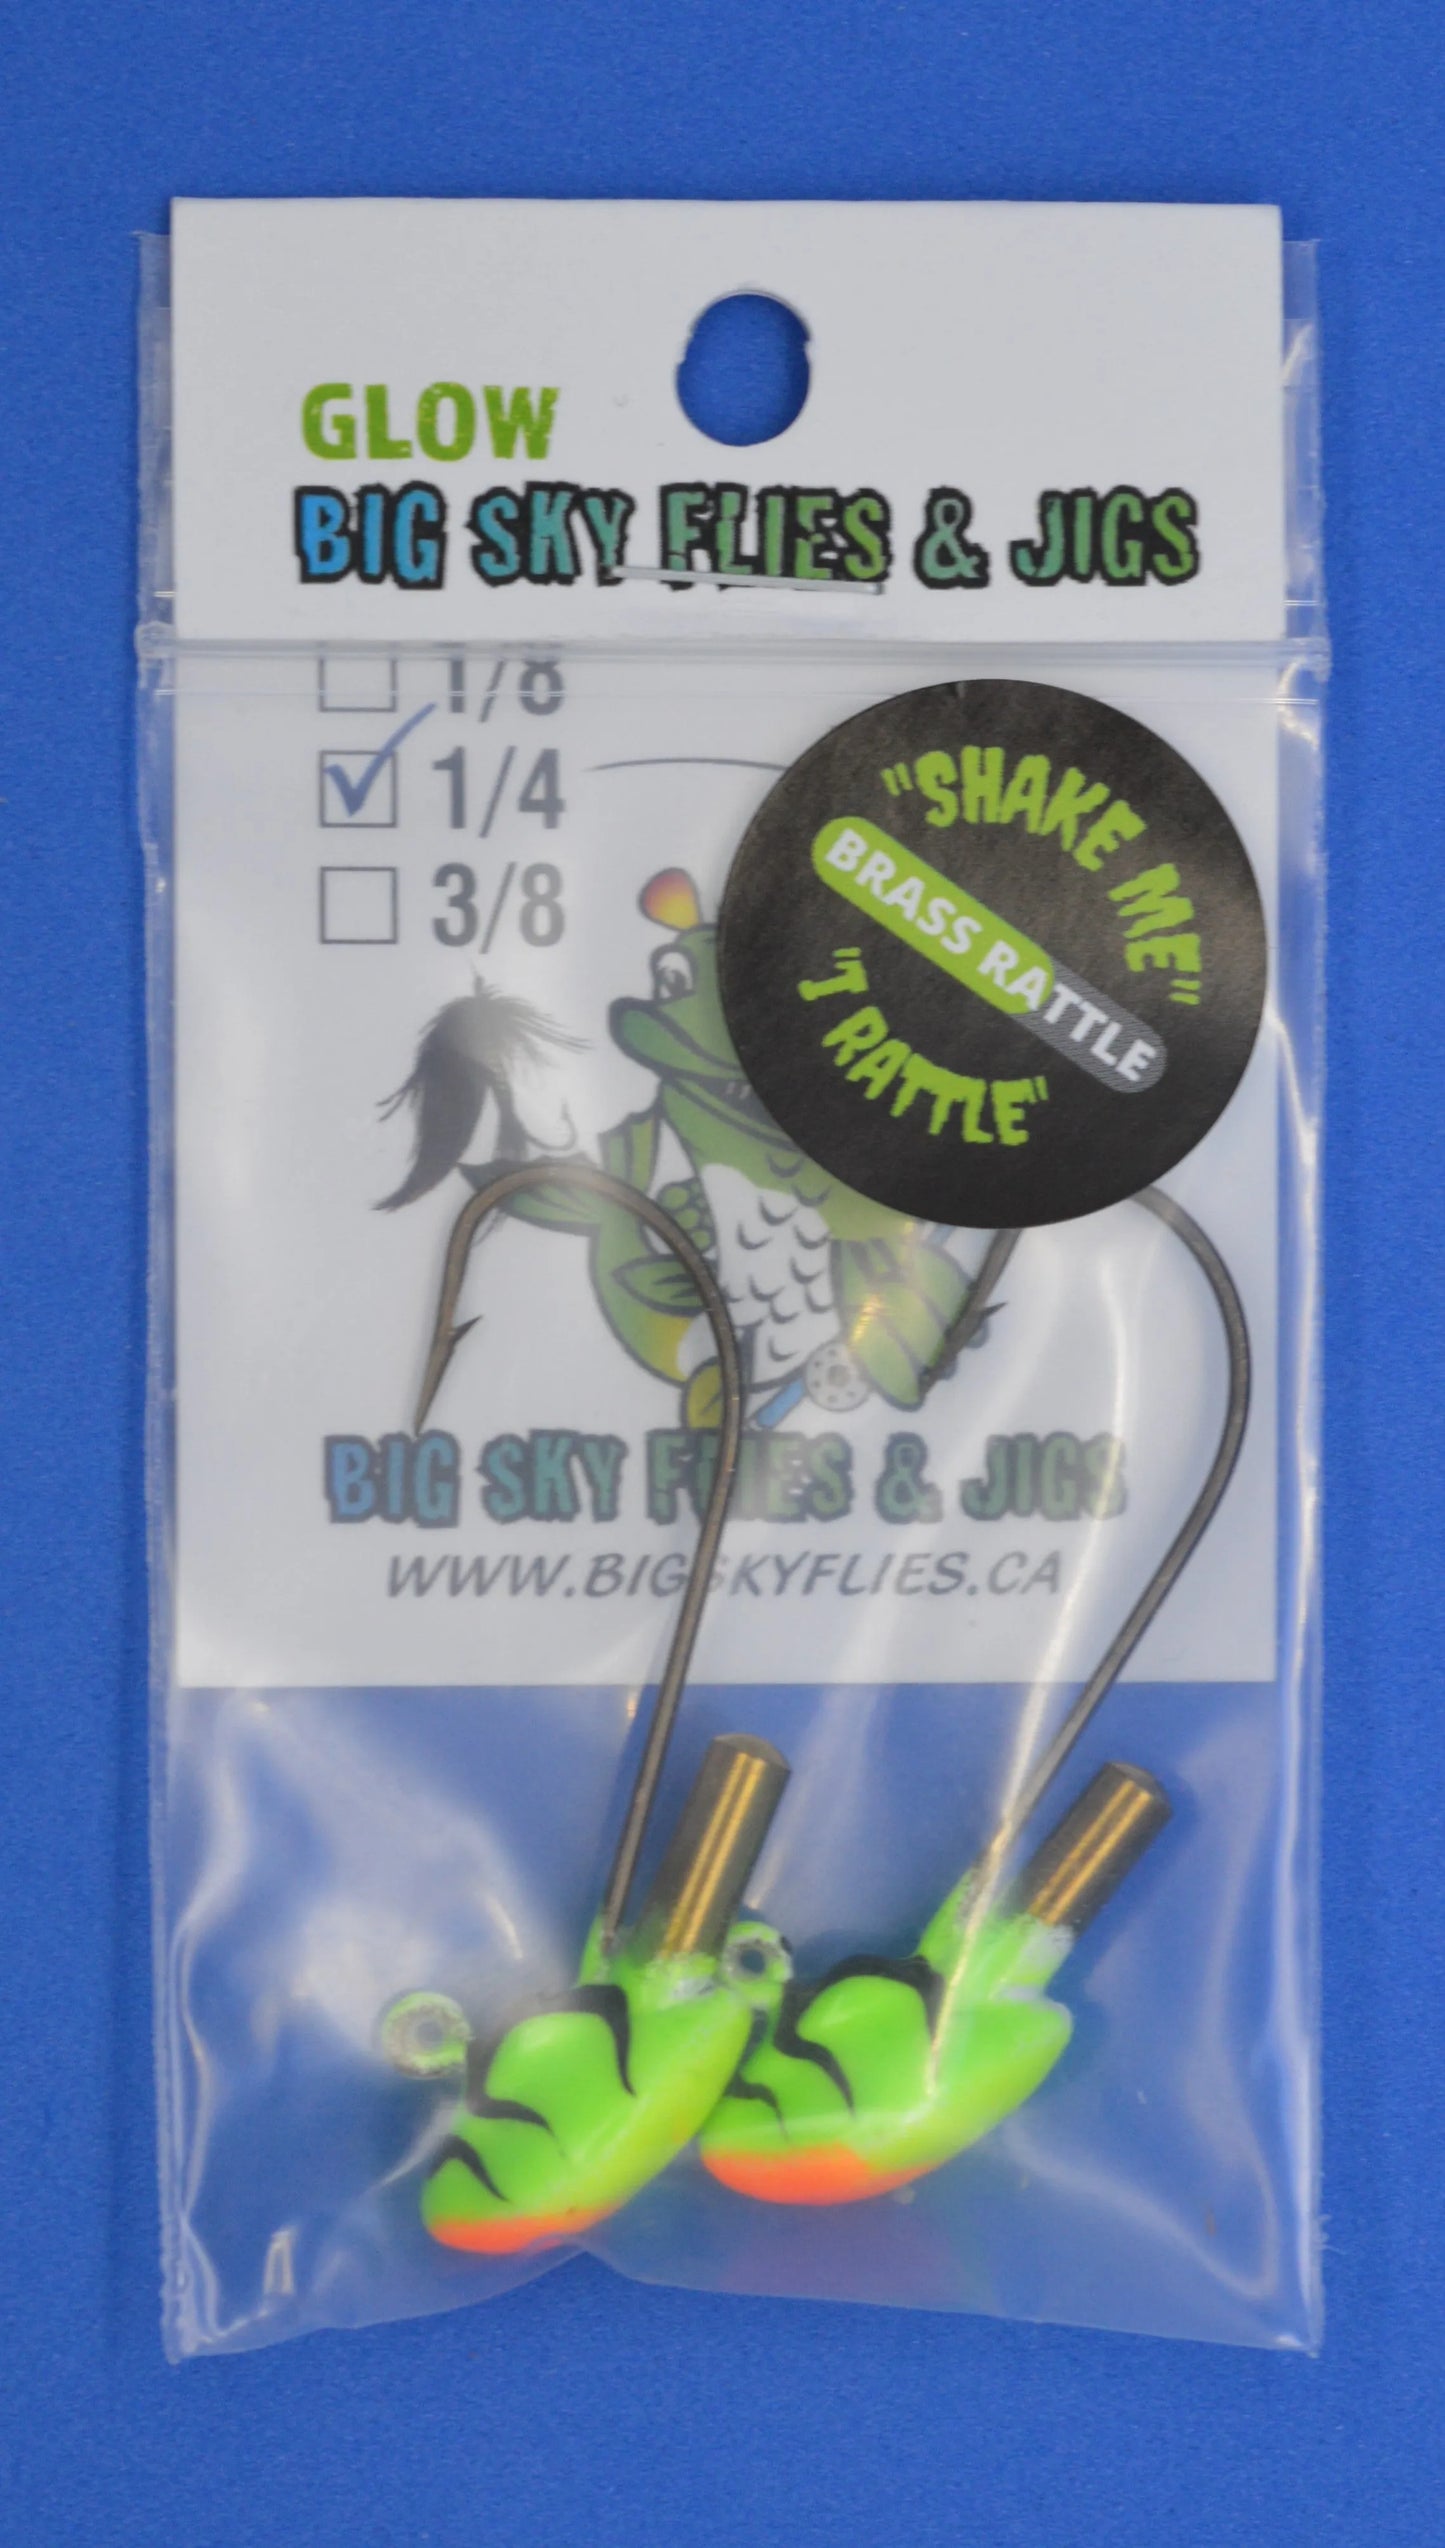 GLOW
BIG SKY FLIES & JIGS
1/8
1/4
3/8
"SHAKE ME"
BRASS RATTLE
"I RATTLE"
BIG SKY FLIES & JIGS
WWW.BIGSKYFLIES.CA